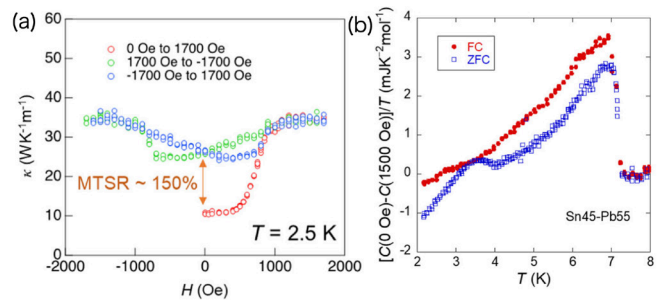 (a)
60
50
40
30
20
10
0
κ (WK⁻¹m⁻¹)
0 Oe to 1700 Oe
1700 Oe to -1700 Oe
-1700 Oe to 1700 Oe
MTSR ~ 150%
T = 2.5 K
-2000 -1000 0 1000 2000
H (Oe)
(b)
4
3
2
1
0
-1
[C(0 Oe)-C(1500 Oe)]/T (mJK⁻²mol⁻¹)
FC
ZFC
Sn45-Pb55
2 3 4 5 6 7 8
T (K)